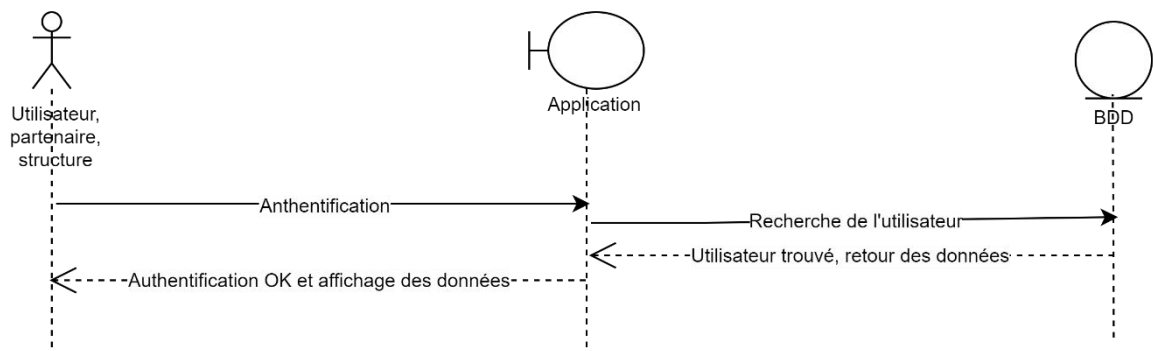 Utilisateur,
partenaire,
structure
Application
BDD
Anthentification
Recherche de l'utilisateur
Utilisateur trouvé, retour des données
Authentification OK et affichage des données